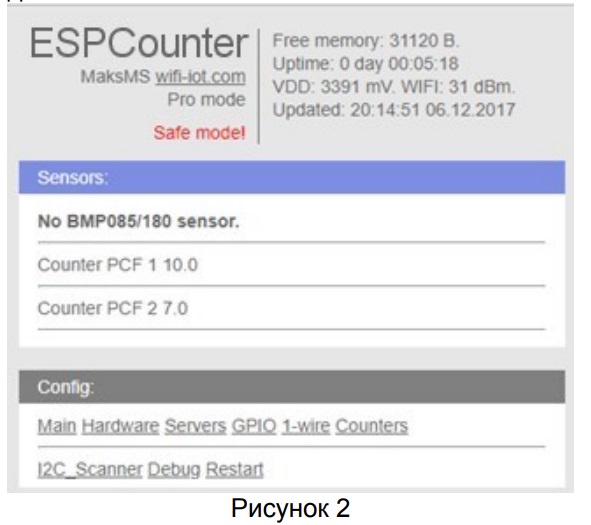 ESPCounter
MaksMS wifi-iot.com
Pro mode
Safe mode!
Free memory: 31120 B.
Uptime: 0 day 00:05:18
VDD: 3391 mV. WIFI: 31 dBm.
Updated: 20:14:51 06.12.2017
Sensors:
No BMP085/180 sensor.
Counter PCF 1 10.0
Counter PCF 2 7.0
Config:
Main Hardware Servers GPIO 1-wire Counters
I2C_Scanner Debug Restart
Рисунок 2